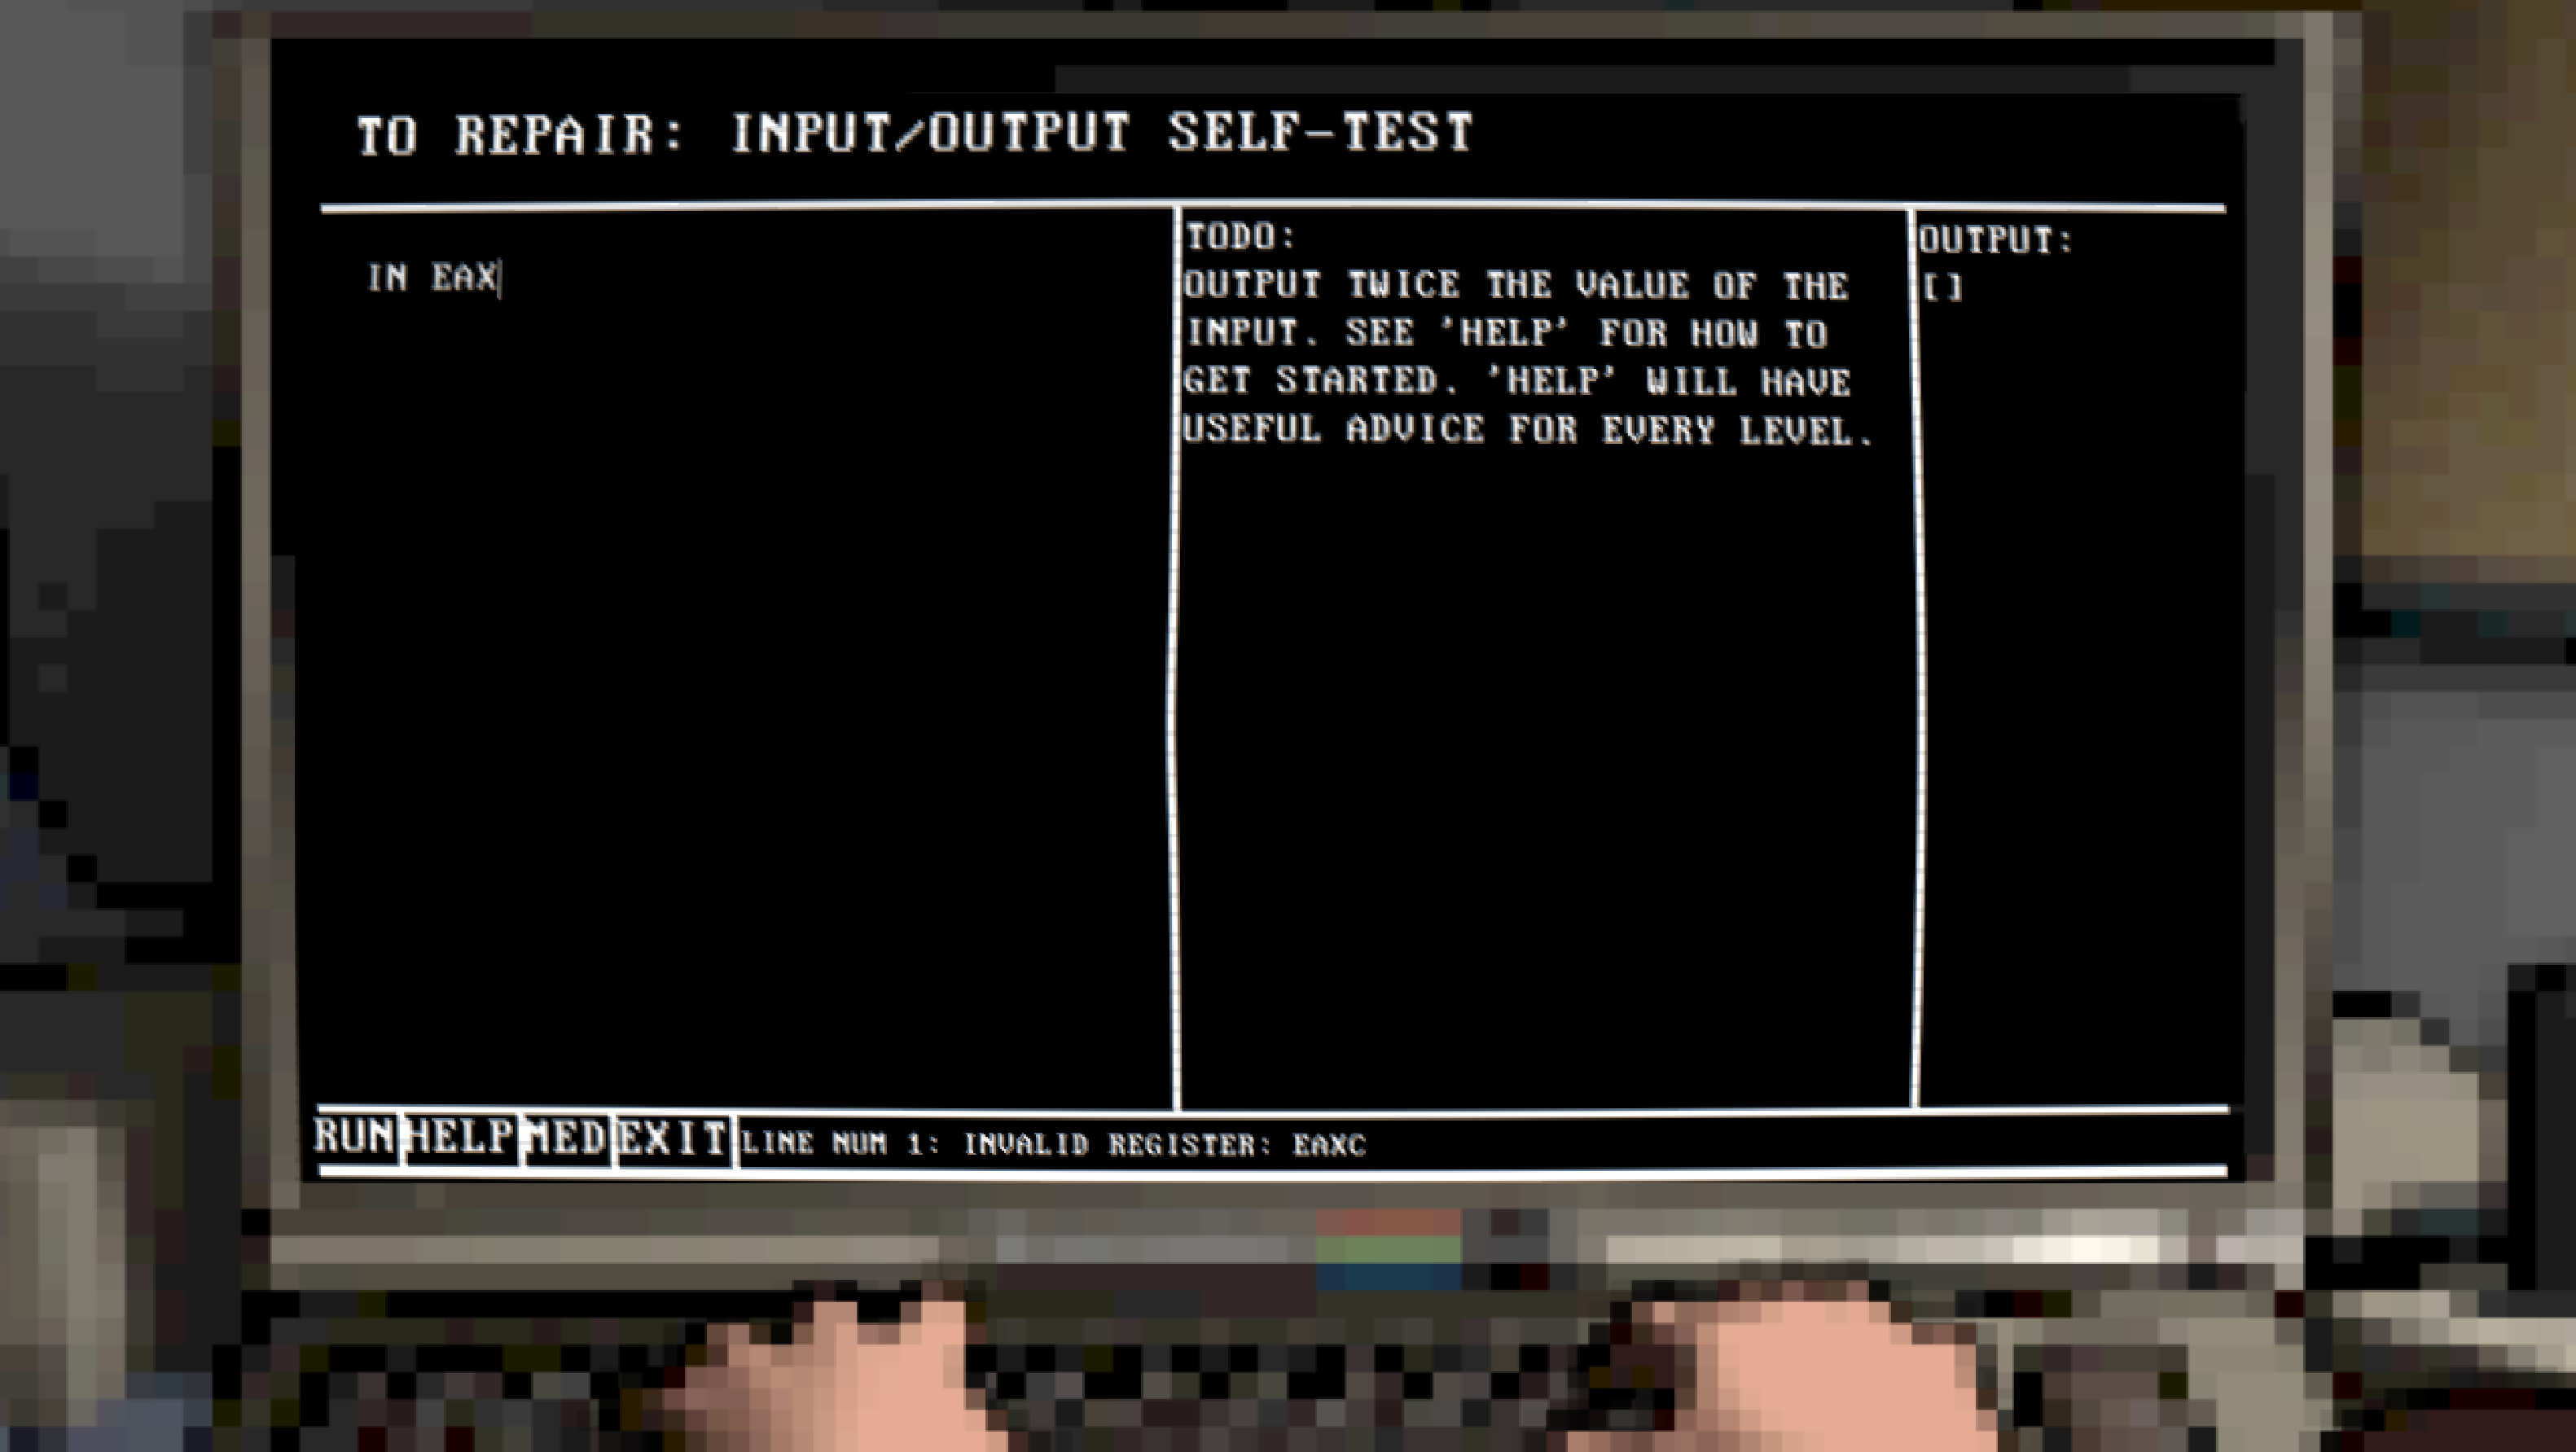 TO REPAIR: INPUT/OUTPUT SELF-TEST
IN EAX
TODO:
OUTPUT TWICE THE VALUE OF THE
INPUT. SEE 'HELP' FOR HOW TO
GET STARTED. 'HELP' WILL HAVE
USEFUL ADVICE FOR EVERY LEVEL.
OUTPUT:
[]
RUN HELP MED EXIT LINE NUM 1: INVALID REGISTER: EAXC